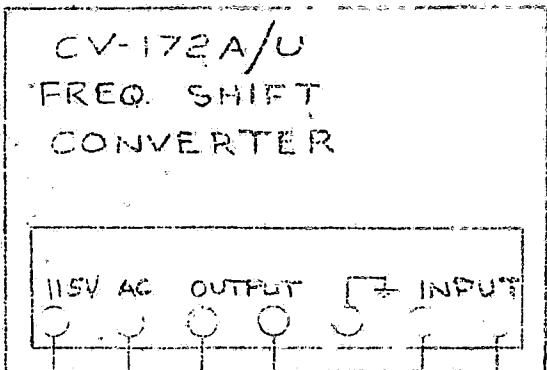 CV-172A/U
FREQ. SHIFT
CONVERTER
115V AC OUTPUT INPUT